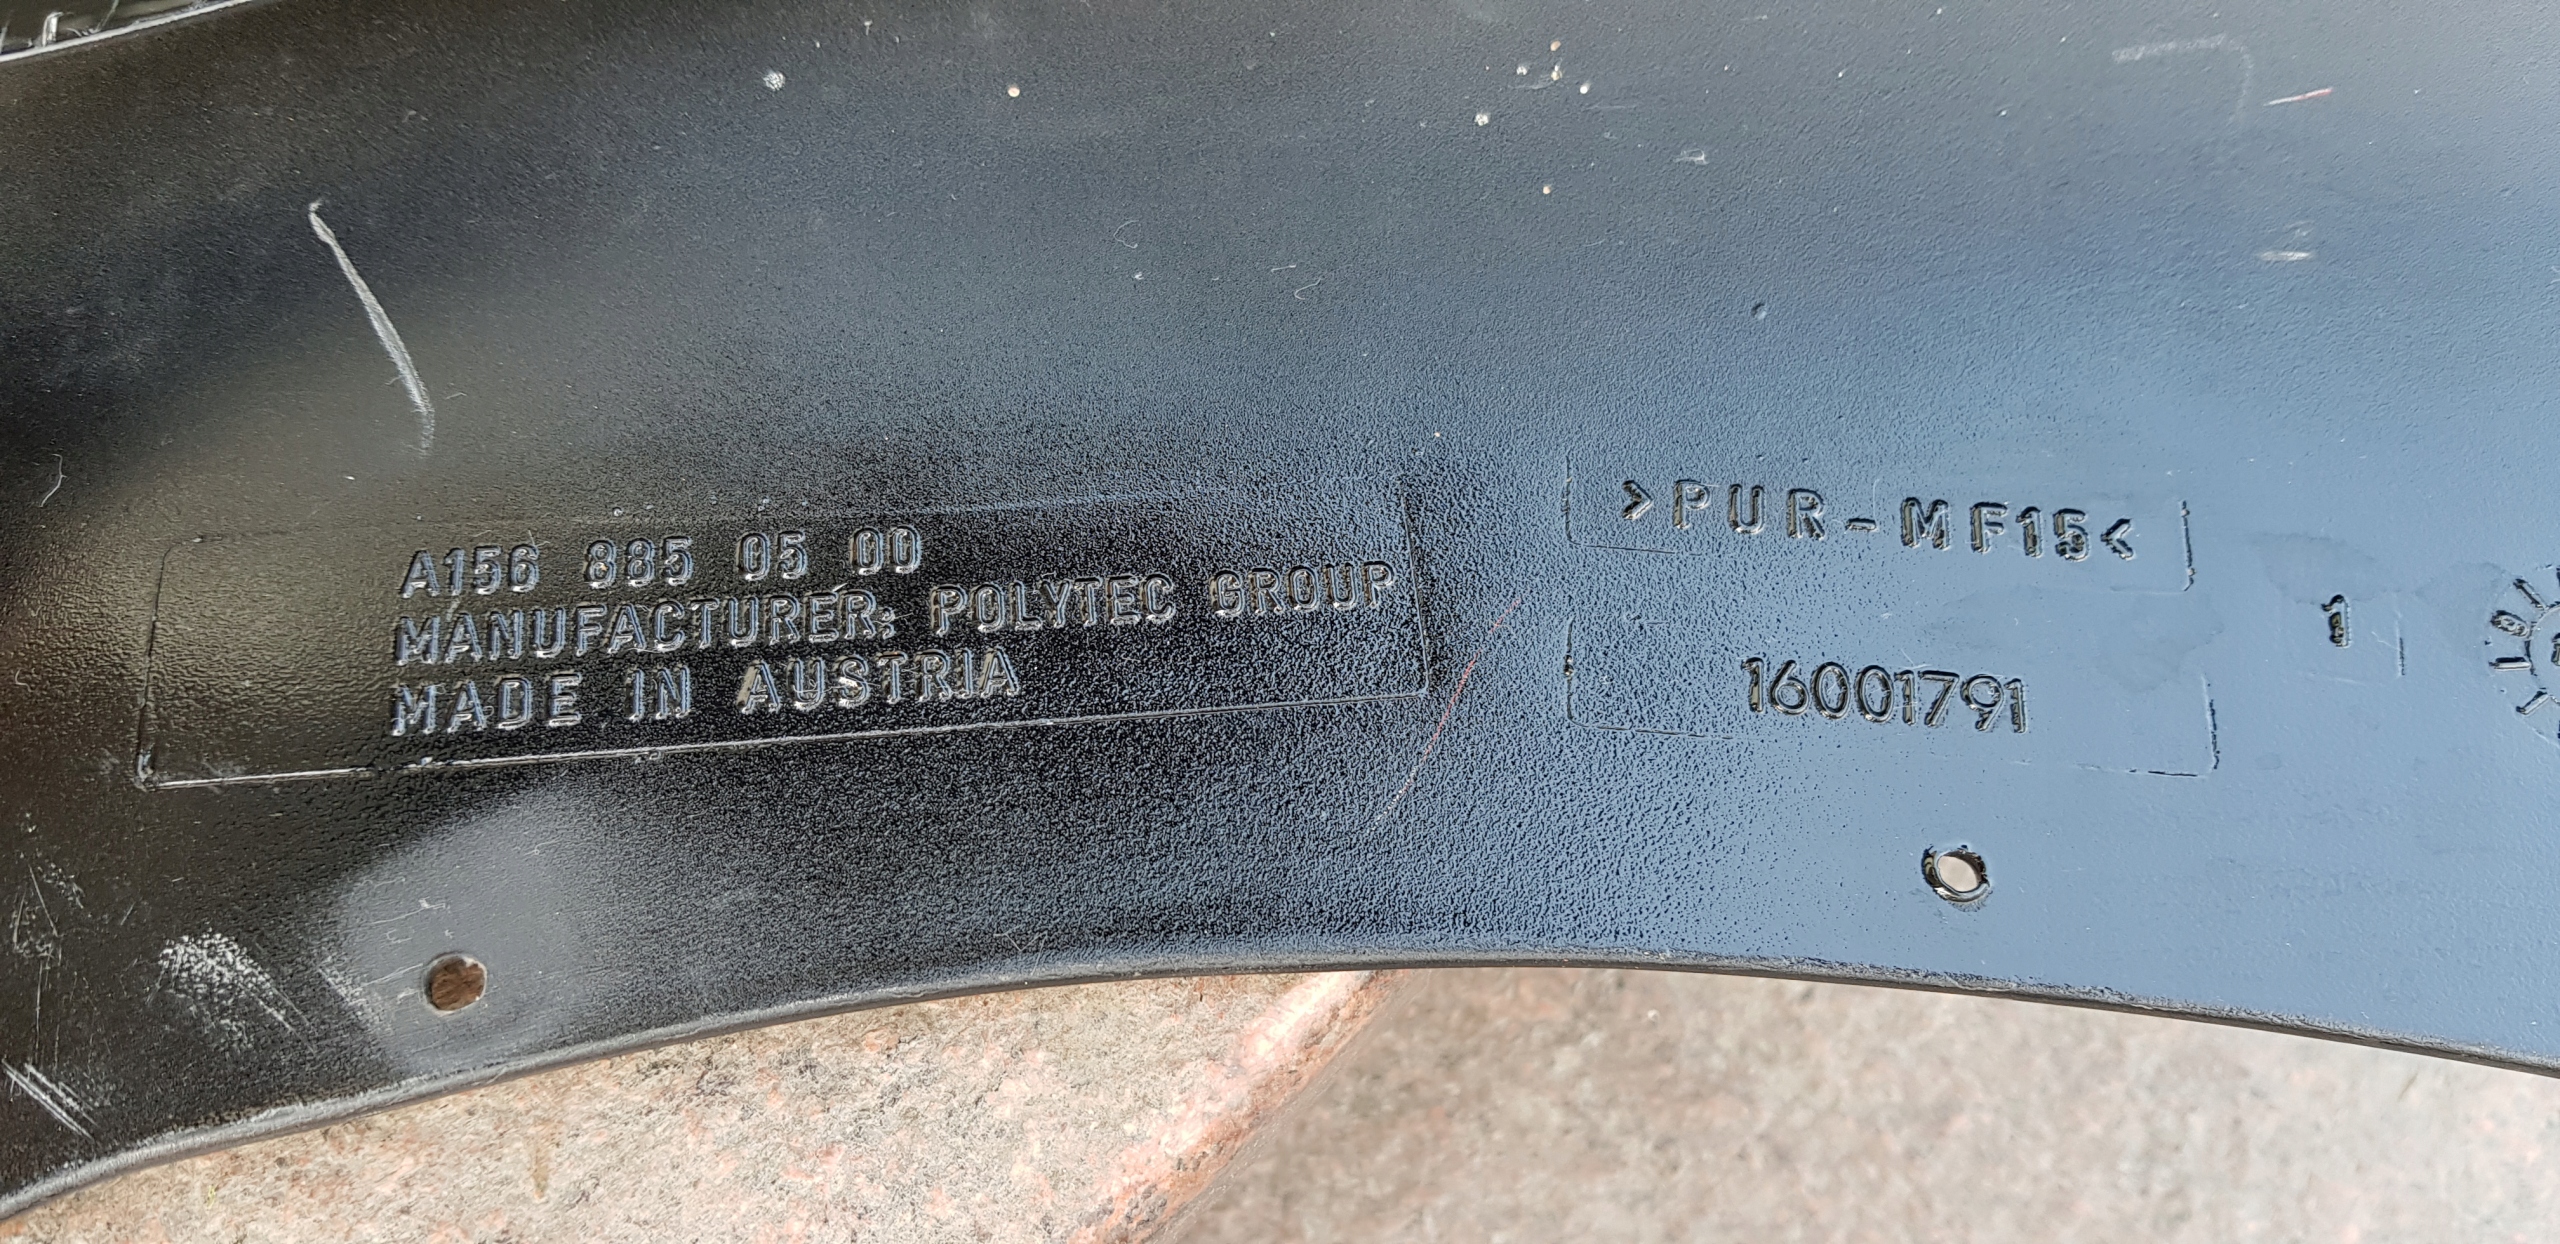 A156 885 05 00
MANUFACTURER: POLYTEC GROUP
MADE IN AUSTRIA
>PUR-MF15<
16001791
1